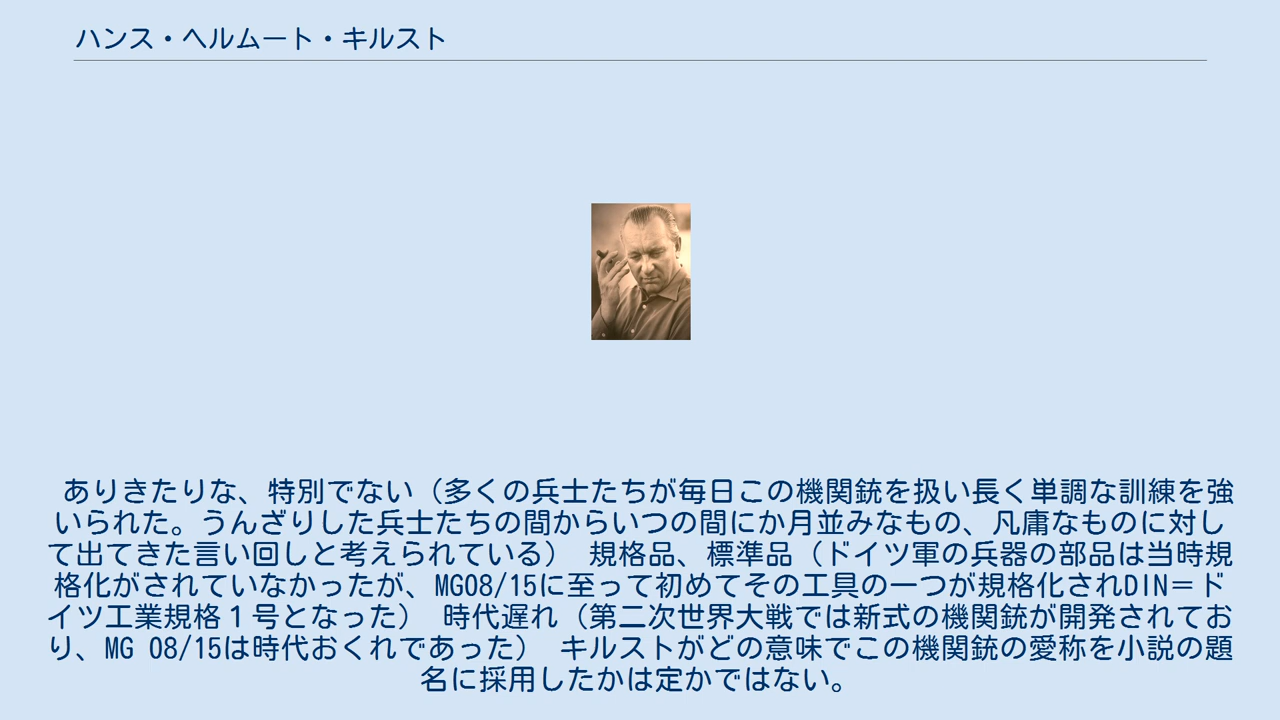 ハンス・ヘルムート・キルスト
ありきたりな、特別でない（多くの兵士たちが毎日この機関銃を扱い長く単調な訓練を強
いられた。うんざりした兵士たちの間からいつの間にか月並みなもの、凡庸なものに対し
て出てきた言い回しと考えられている） 規格品、標準品（ドイツ軍の兵器の部品は当時規
格化がされていなかったが、MG08/15に至って初めてその工具の一つが規格化されDIN＝ド
イツ工業規格１号となった） 時代遅れ（第二次世界大戦では新式の機関銃が開発されてお
り、MG 08/15は時代おくれであった） キルストがどの意味でこの機関銃の愛称を小説の題
名に採用したかは定かではない。